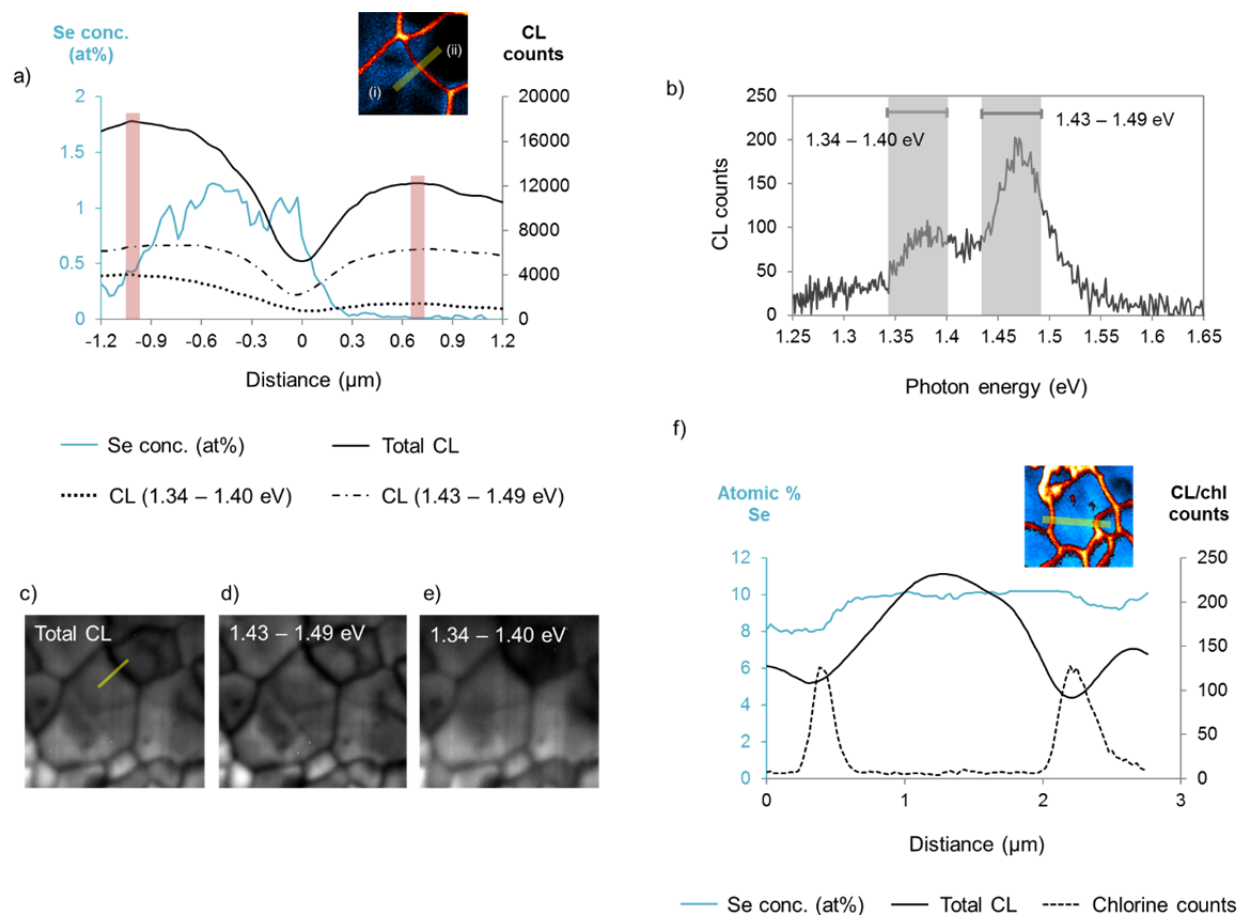 a)
Se conc.
(at%)
CL
counts
(i)
(ii)
2
1.5
1
0.5
0
20000
16000
12000
8000
4000
0
-1.2
-0.9
-0.6
-0.3
0
0.3
0.6
0.9
1.2
Distiance (µm)
Se conc. (at%)
Total CL
CL (1.34 – 1.40 eV)
CL (1.43 – 1.49 eV)
b)
CL counts
250
200
150
100
50
0
1.34 –
1.40 eV
1.43 – 1.49 eV
1.25
1.3
1.35
1.4
1.45
1.5
1.55
1.6
1.65
Photon energy (eV)
c)
Total CL
d)
1.43 – 1.49 eV
e)
1.34 – 1.40 eV
f)
Atomic %
Se
CL/chl
counts
12
10
8
6
4
2
0
250
200
150
100
50
0
0
1
2
3
Distiance (µm)
Se conc. (at%)
Total CL
Chlorine counts